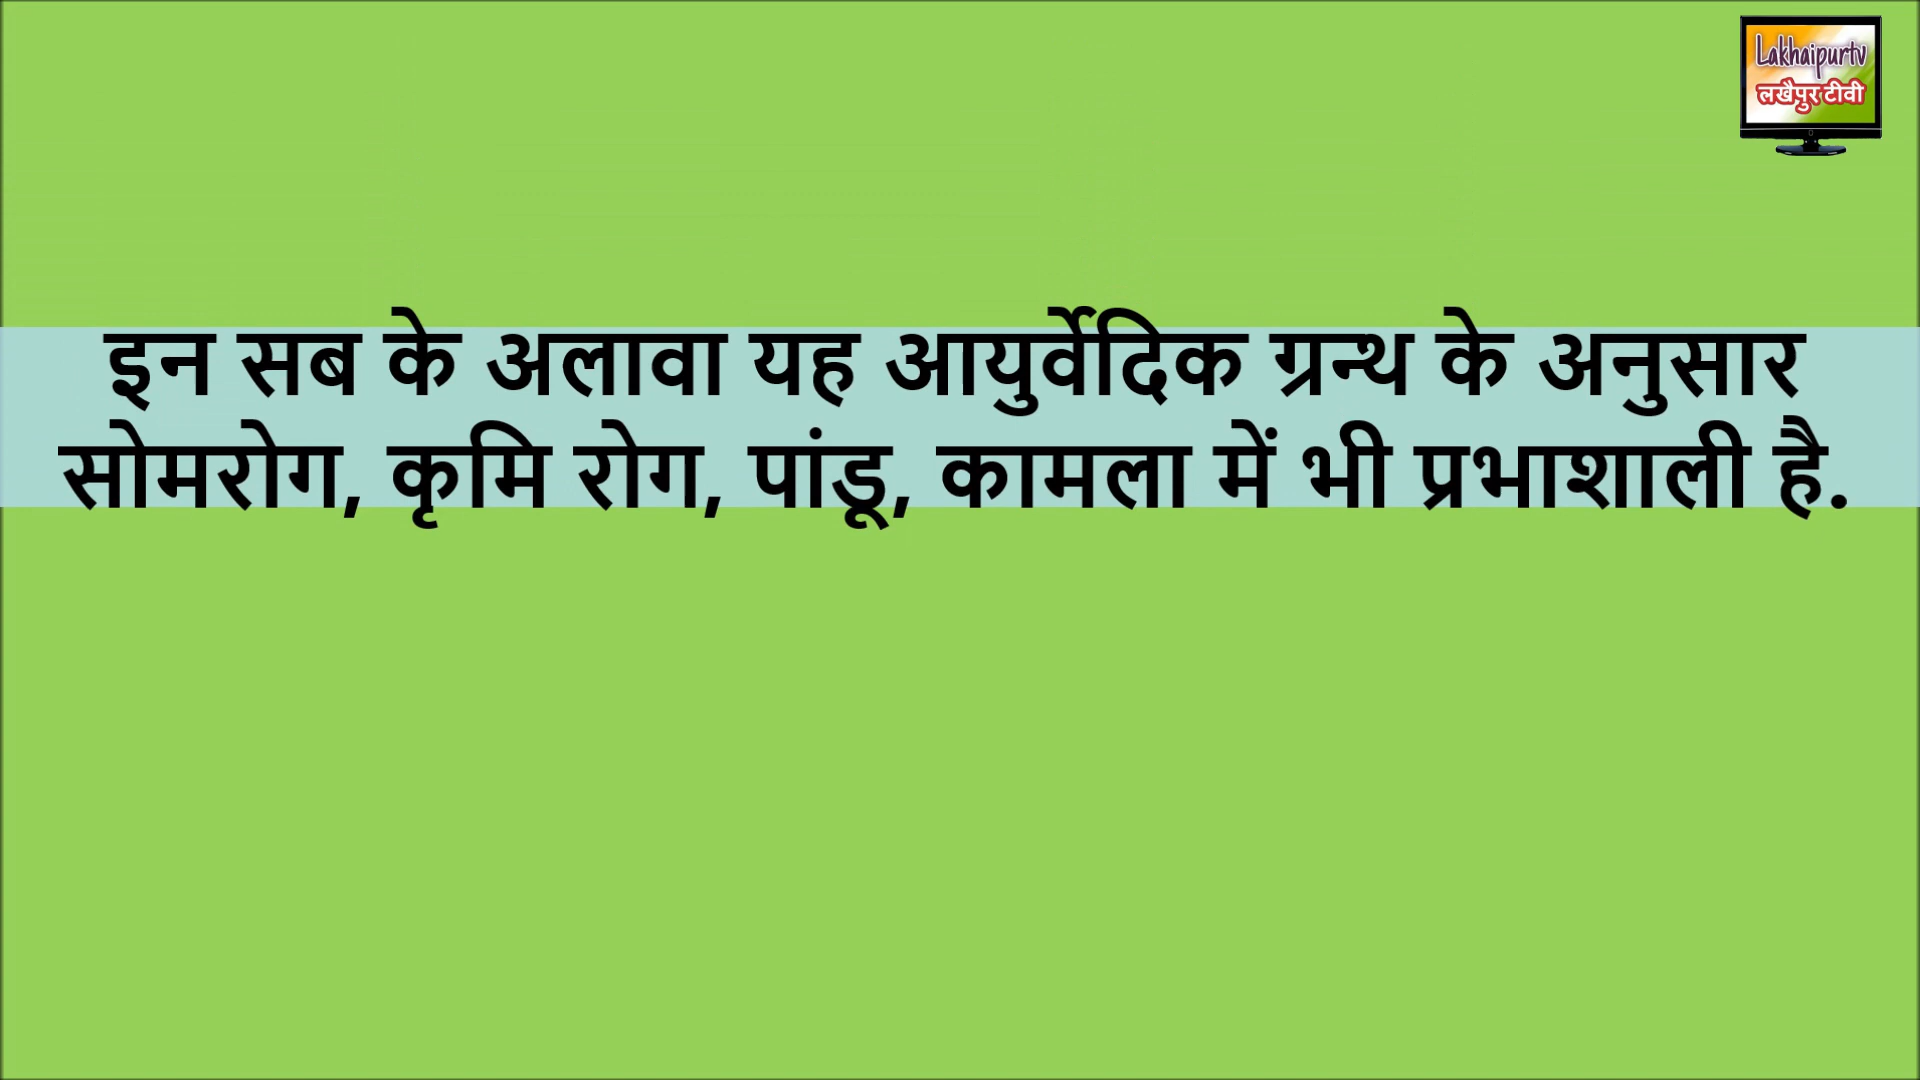 Lakhaipurtv
लखैपुर टीवी
इन सब के अलावा यह आयुर्वेदिक ग्रन्थ के अनुसार
सोमरोग, कृमि रोग, पांडू, कामला में भी प्रभाशाली है.